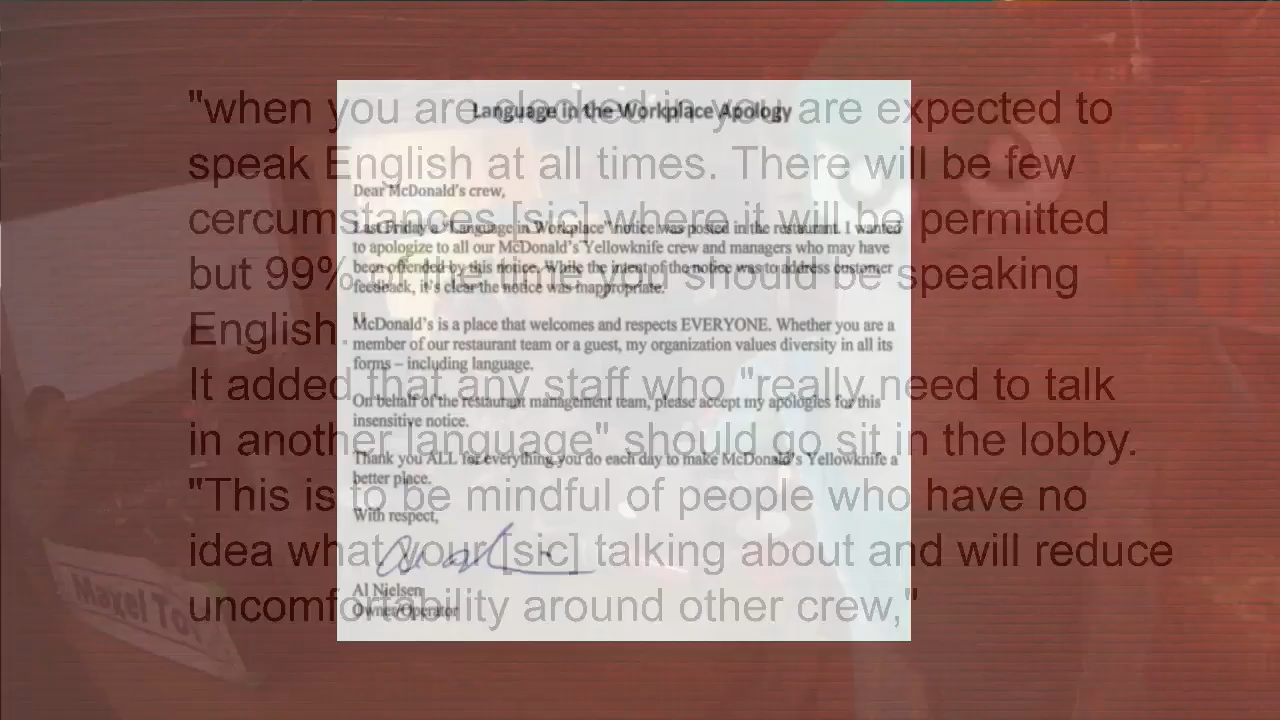 "when you are clocked in you are expected to
speak English at all times. There will be few
cercumstances [sic] where it will be permitted
but 99% of the time you should be speaking
English
It added that any staff who "really need to talk
in another language" should go sit in the lobby.
"This is to be mindful of people who have no
idea what your [sic] talking about and will reduce
uncomfortability around other crew,"
Language in the Workplace Apology
Dear McDonald's crew,
Last Friday a "Language in Workplace" notice was posted in the restaurant. I wanted
to apologize to all our McDonald's Yellowknife crew and managers who may have
been offended by this notice. While the intent of the notice was to address customer
feedback, it's clear the notice was inappropriate.
McDonald's is a place that welcomes and respects EVERYONE. Whether you are a
member of our restaurant team or a guest, my organization values diversity in all its
forms – including language.
On behalf of the restaurant management team, please accept my apologies for this
insensitive notice.
Thank you ALL for everything you do each day to make McDonald's Yellowknife a
better place.
With respect,
Al Nielsen
Owner/Operator
Maxel To